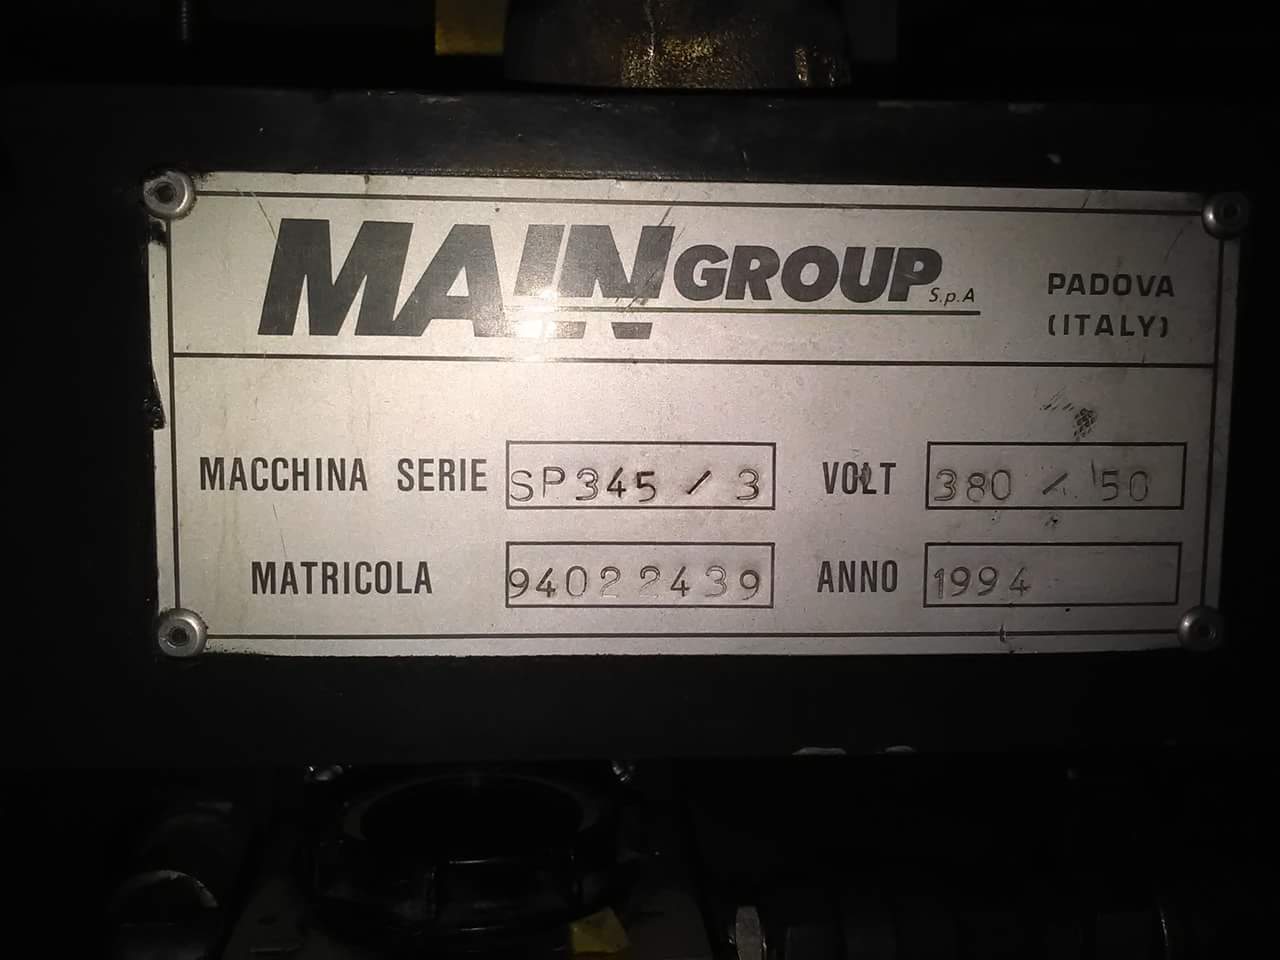 MAIN GROUP S.p.A
PADOVA
(ITALY)
MACCHINA SERIE SP345 / 3 VOLT 380 / 50
MATRICOLA 94022439 ANNO 1994